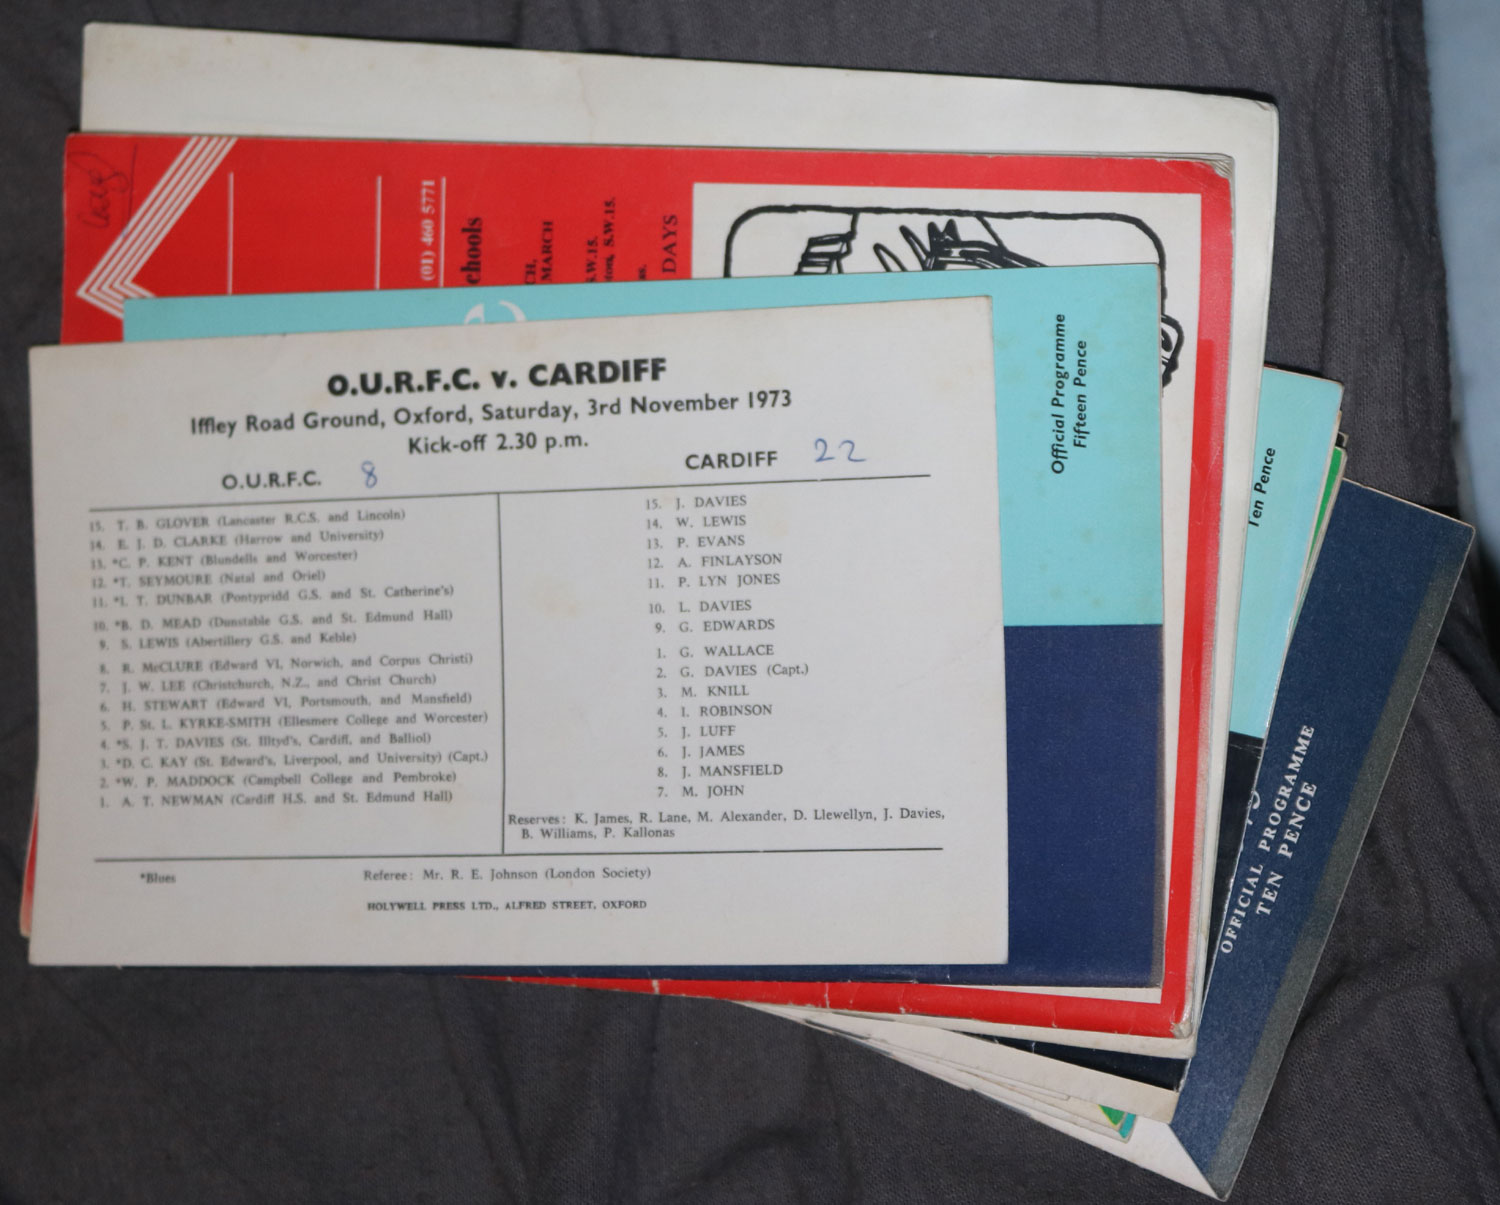 O.U.R.F.C. v. CARDIFF
Iffley Road Ground, Oxford, Saturday, 3rd November 1973
Kick-off 2.30 p.m.
O.U.R.F.C. 8
15. T. B. GLOVER (Lancaster R.C.S. and Lincoln)
14. E. J. D. CLARKE (Harrow and University)
13. *C. P. KENT (Blundells and Worcester)
12. *T. SEYMOURE (Natal and Oriel)
11. *I. T. DUNBAR (Pontypridd G.S. and St. Catherine's)
10. *B. D. MEAD (Dunstable G.S. and St. Edmund Hall)
9. S. LEWIS (Abertillery G.S. and Keble)
8. R. McCLURE (Edward VI, Norwich, and Corpus Christi)
7. J. W. LEE (Christchurch, N.Z., and Christ Church)
6. H. STEWART (Edward VI, Portsmouth, and Mansfield)
5. P. St. L. KYRKE-SMITH (Ellesmere College and Worcester)
4. *S. J. T. DAVIES (St. Illtyd's, Cardiff, and Balliol)
3. *D. C. KAY (St. Edward's, Liverpool, and University) (Capt.)
2. *W. P. MADDOCK (Campbell College and Pembroke)
1. A. T. NEWMAN (Cardiff H.S. and St. Edmund Hall)
CARDIFF 22
15. J. DAVIES
14. W. LEWIS
13. P. EVANS
12. A. FINLAYSON
11. P. LYN JONES
10. L. DAVIES
9. G. EDWARDS
1. G. WALLACE
2. G. DAVIES (Capt.)
3. M. KNILL
4. I. ROBINSON
5. J. LUFF
6. J. JAMES
8. J. MANSFIELD
7. M. JOHN
Reserves: K. James, R. Lane, M. Alexander, D. Llewellyn, J. Davies,
B. Williams, P. Kallonas
*Blues
Referee: Mr. R. E. Johnson (London Society)
HOLYWELL PRESS LTD., ALFRED STREET, OXFORD
(01) 460 5771
chools
CH,
MARCH
S.W.15.
ton, S.W.15.
as.
DAYS
Official Programme
Fifteen Pence
Ten Pence
OFFICIAL PROGRAMME
TEN PENCE